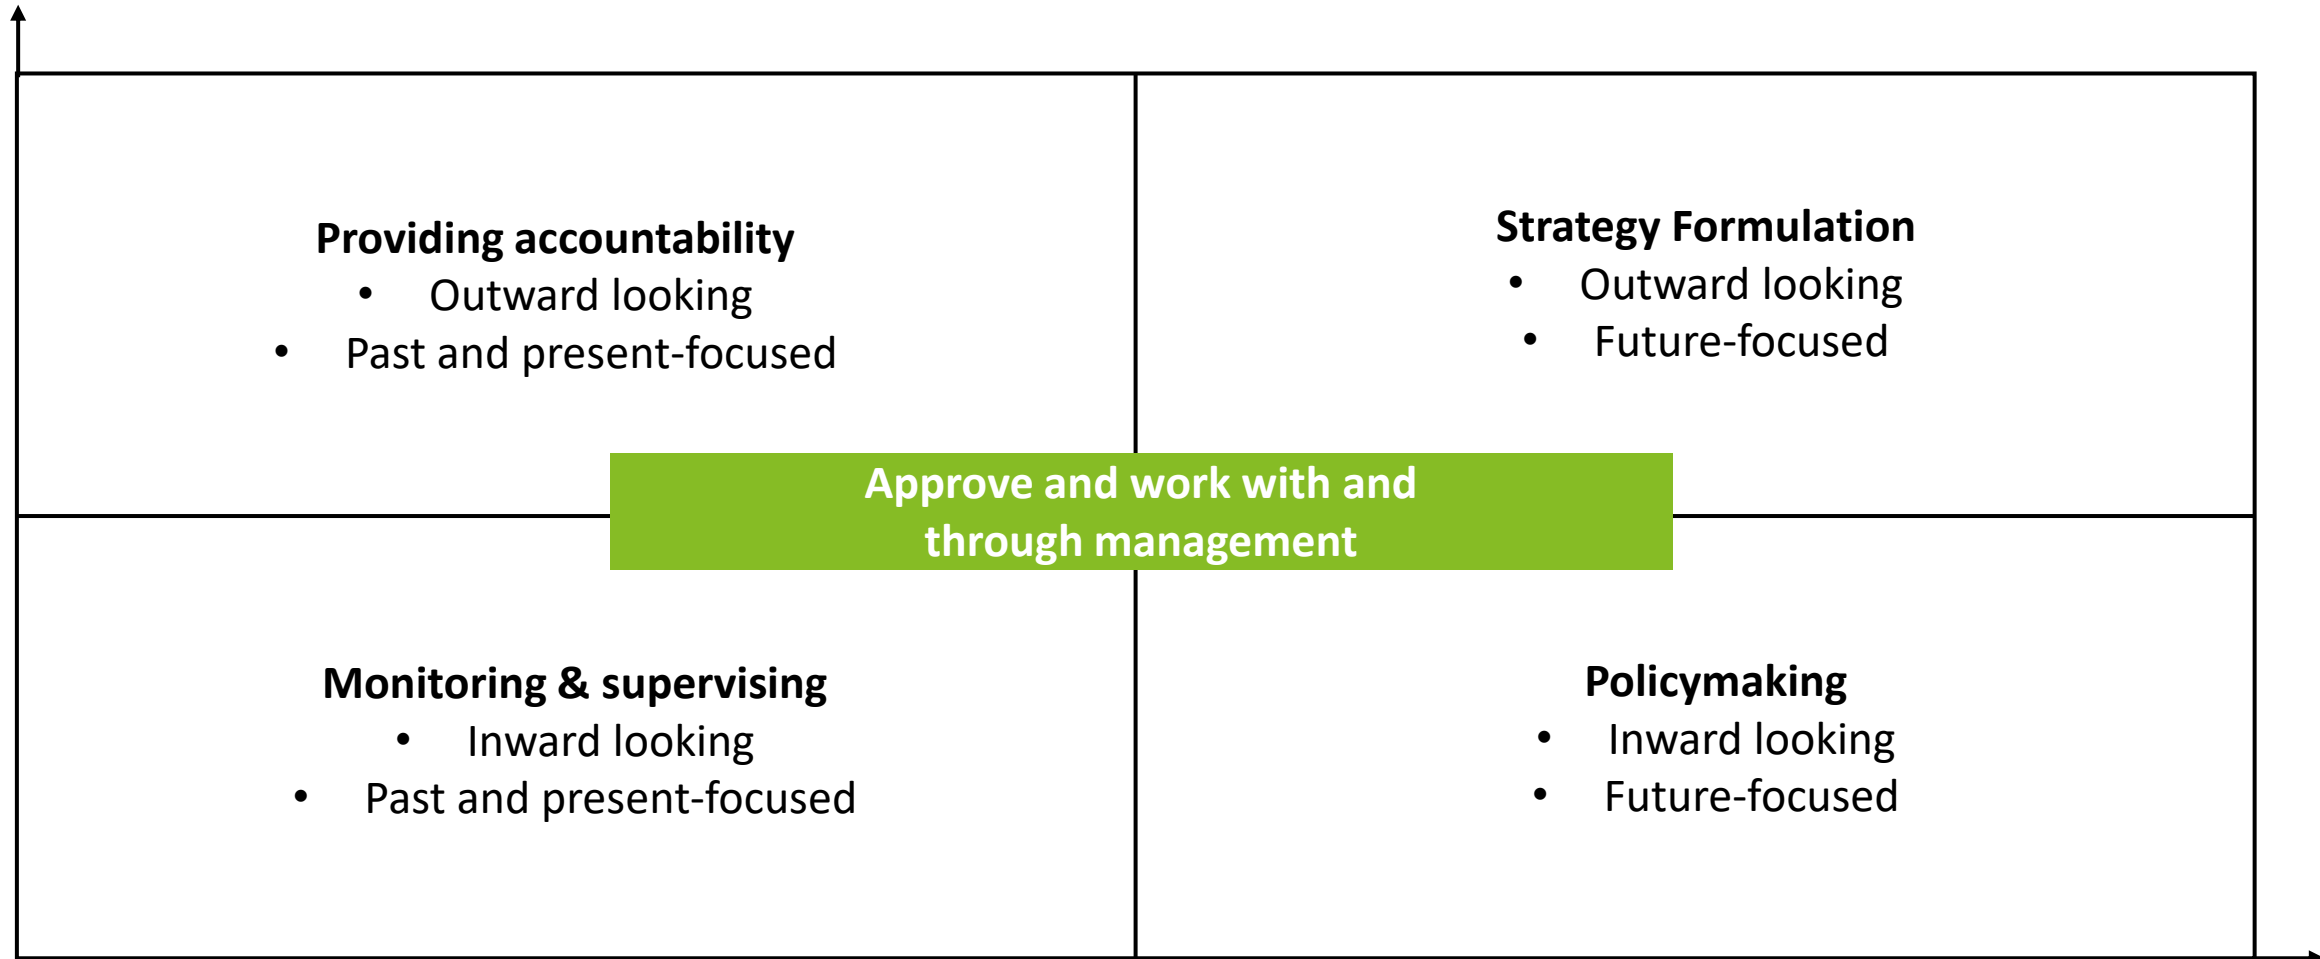 Providing accountability
• Outward looking
• Past and present-focused
Strategy Formulation
• Outward looking
• Future-focused
Approve and work with and
through management
Monitoring & supervising
• Inward looking
• Past and present-focused
Policymaking
• Inward looking
• Future-focused